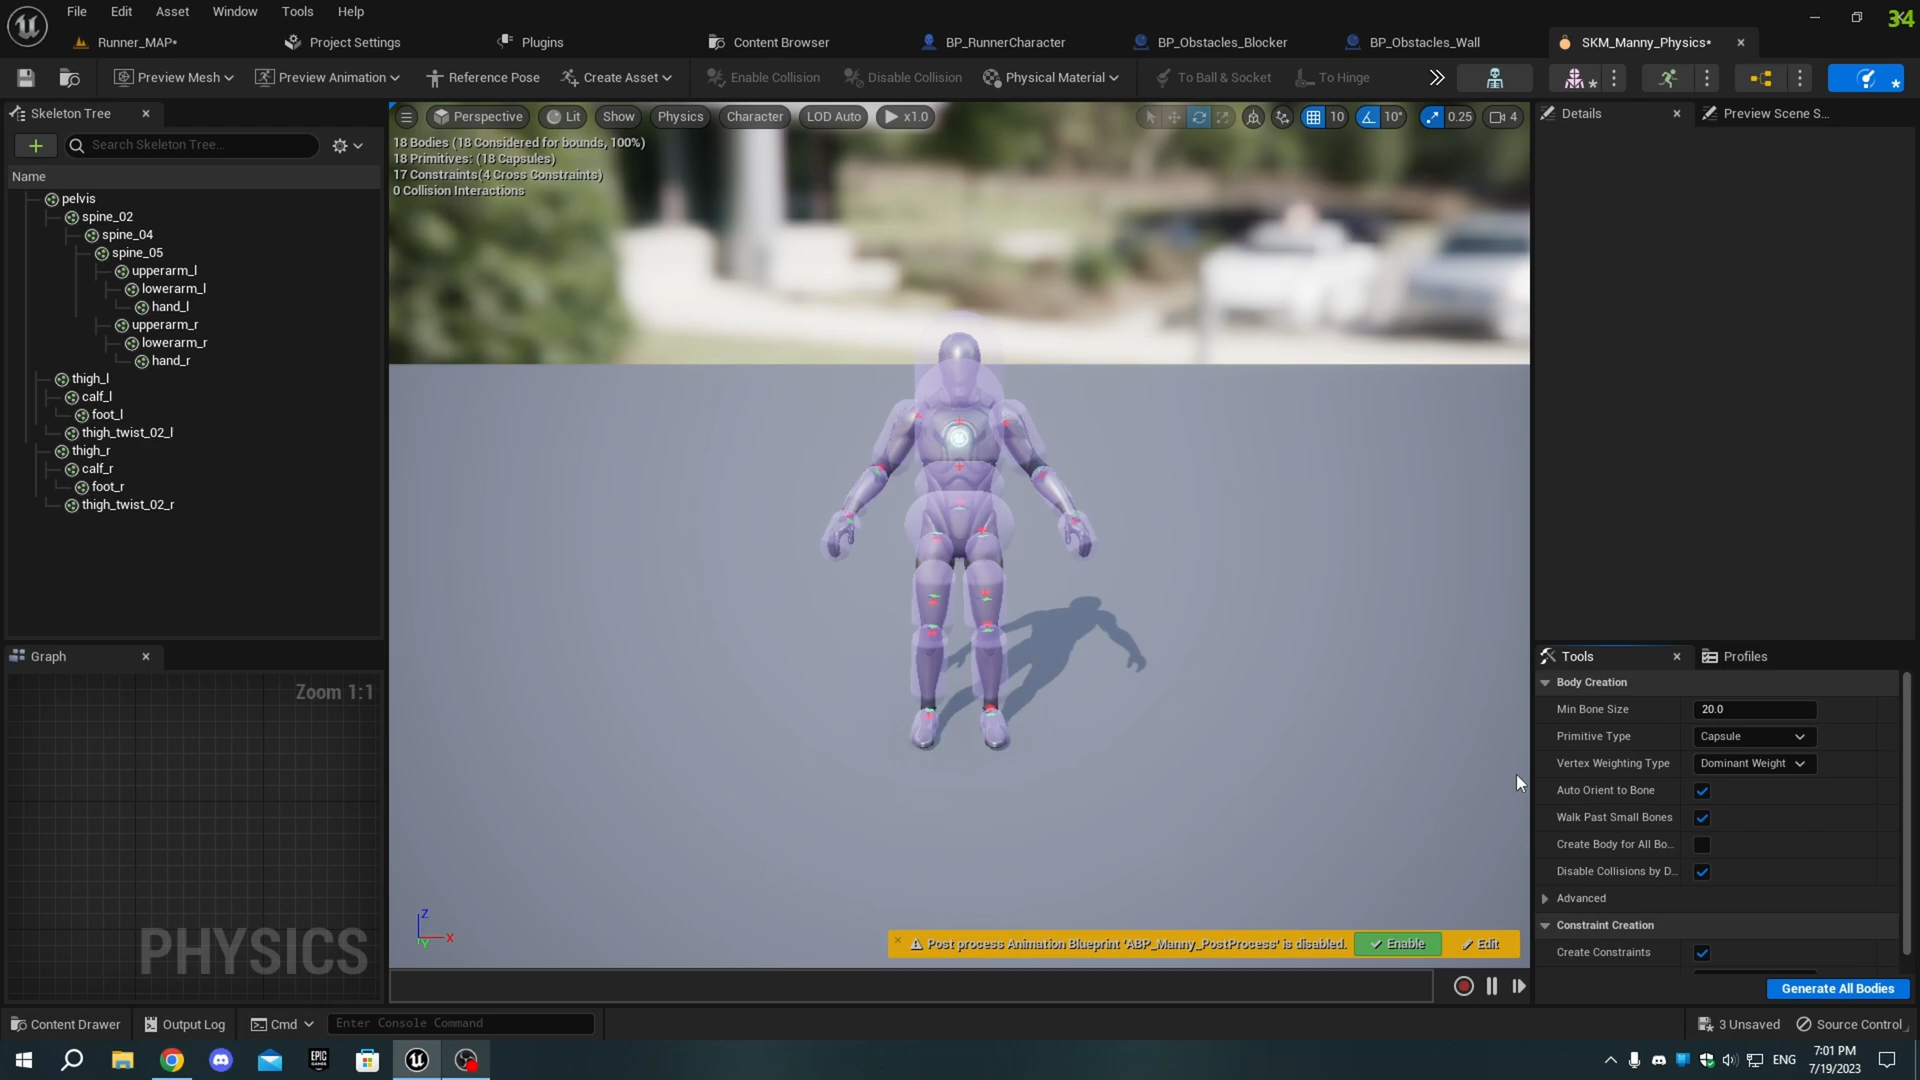 File Edit Asset Window Tools Help
34
Runner_MAP*
Project Settings
Plugins
Content Browser
BP_RunnerCharacter
BP_Obstacles_Blocker
BP_Obstacles_Wall
SKM_Manny_Physics*
Preview Mesh
Preview Animation
Reference Pose
Create Asset
Enable Collision
Disable Collision
Physical Material
To Ball & Socket
To Hinge
Skeleton Tree
Search Skeleton Tree...
Name
pelvis
spine_02
spine_04
spine_05
upperarm_l
lowerarm_l
hand_l
upperarm_r
lowerarm_r
hand_r
thigh_l
calf_l
foot_l
thigh_twist_02_l
thigh_r
calf_r
foot_r
thigh_twist_02_r
Graph
Zoom 1:1
PHYSICS
Perspective
Lit
Show
Physics
Character
LOD Auto
x1.0
10
10°
0.25
4
18 Bodies (18 Considered for bounds, 100%)
18 Primitives: (18 Capsules)
17 Constraints(4 Cross Constraints)
0 Collision Interactions
Z
X
Y
Post process Animation Blueprint 'ABP_Manny_PostProcess' is disabled.
Enable
Edit
Details
Preview Scene S...
Tools
Profiles
Body Creation
Min Bone Size 20.0
Primitive Type Capsule
Vertex Weighting Type Dominant Weight
Auto Orient to Bone
Walk Past Small Bones
Create Body for All Bo...
Disable Collisions by D...
Advanced
Constraint Creation
Create Constraints
Generate All Bodies
Content Drawer
Output Log
Cmd
Enter Console Command
3 Unsaved
Source Control
EPIC
GAMES
ENG
7:01 PM
7/19/2023